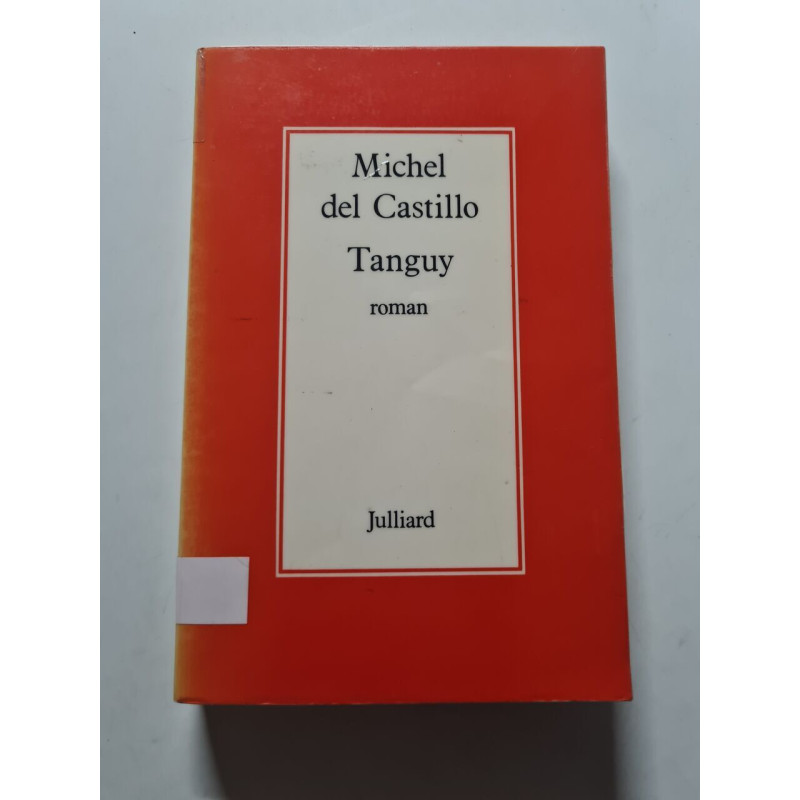 Michel
del Castillo
Tanguy
roman
Julliard